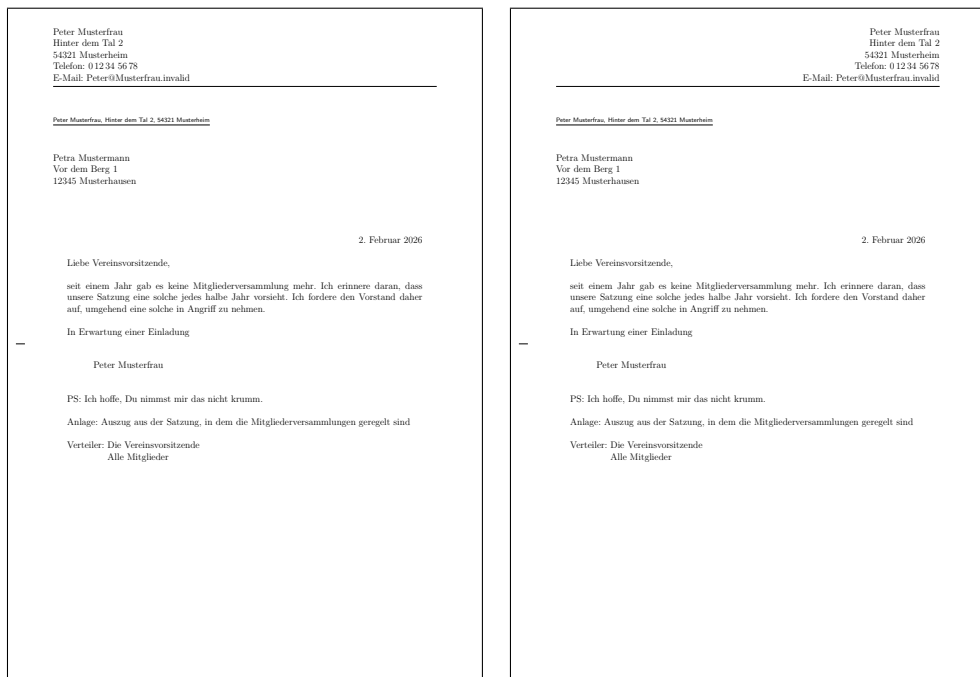 Peter Musterfrau
Hinter dem Tal 2
54321 Musterheim
Telefon: 0 12 34 56 78
E-Mail: Peter@Musterfrau.invalid
Peter Musterfrau, Hinter dem Tal 2, 54321 Musterheim
Petra Mustermann
Vor dem Berg 1
12345 Musterhausen
2. Februar 2026
Liebe Vereinsvorsitzende,
seit einem Jahr gab es keine Mitgliederversammlung mehr. Ich erinnere daran, dass
unsere Satzung eine solche jedes halbe Jahr vorsieht. Ich fordere den Vorstand daher
auf, umgehend eine solche in Angriff zu nehmen.
In Erwartung einer Einladung
Peter Musterfrau
PS: Ich hoffe, Du nimmst mir das nicht krumm.
Anlage: Auszug aus der Satzung, in dem die Mitgliederversammlungen geregelt sind
Verteiler: Die Vereinsvorsitzende
Alle Mitglieder
Peter Musterfrau
Hinter dem Tal 2
54321 Musterheim
Telefon: 0 12 34 56 78
E-Mail: Peter@Musterfrau.invalid
Peter Musterfrau, Hinter dem Tal 2, 54321 Musterheim
Petra Mustermann
Vor dem Berg 1
12345 Musterhausen
2. Februar 2026
Liebe Vereinsvorsitzende,
seit einem Jahr gab es keine Mitgliederversammlung mehr. Ich erinnere daran, dass
unsere Satzung eine solche jedes halbe Jahr vorsieht. Ich fordere den Vorstand daher
auf, umgehend eine solche in Angriff zu nehmen.
In Erwartung einer Einladung
Peter Musterfrau
PS: Ich hoffe, Du nimmst mir das nicht krumm.
Anlage: Auszug aus der Satzung, in dem die Mitgliederversammlungen geregelt sind
Verteiler: Die Vereinsvorsitzende
Alle Mitglieder